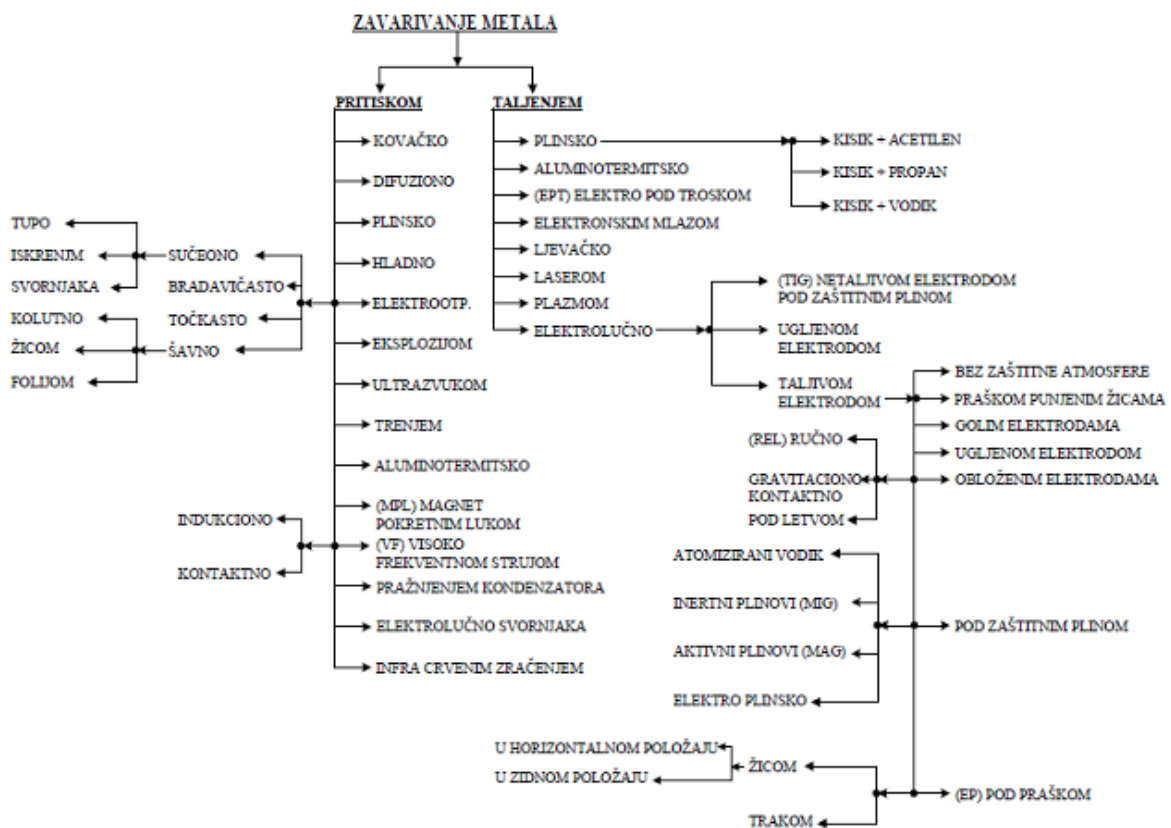 ZAVARIVANJE METALA
PRITISKOM
KOVAČKO
DIFUZIONO
PLINSKO
HLADNO
ELEKTROOTP.
EKSPLOZIJOM
ULTRAZVUKOM
TRENJEM
ALUMINOTERMITSKO
(MPL) MAGNET
POKRETNIM LUKOM
(VF) VISOKO
FREKVENTNOM STRUJOM
PRAŽNJENJEM KONDENZATORA
ELEKTROLUČNO SVORNJAKA
INFRA CRVENIM ZRAČENJEM
SUČEONO
BRADAVIČASTO
TOČKASTO
ŠAVNO
TUPO
ISKRENJM
SVORNJAKA
KOLUTNO
ŽICOM
FOLIJOM
INDUKCIONO
KONTAKTNO
TALJENJEM
PLINSKO
ALUMINOTERMITSKO
(EPT) ELEKTRO POD TROSKOM
ELEKTRONSKIM MLAZOM
LJEVAČKO
LASEROM
PLAZMOM
ELEKTROLUČNO
KISIK + ACETILEN
KISIK + PROPAN
KISIK + VODIK
(TIG) NETALJIVOM ELEKTRODOM
POD ZAŠTITNIM PLINOM
UGLJENOM
ELEKTRODOM
TALJIVOM
ELEKTRODOM
BEZ ZAŠTITNE ATMOSFERE
PRAŠKOM PUNJENIM ŽICAMA
GOLIM ELEKTRODAMA
UGLJENOM ELEKTRODOM
OBLOŽENIM ELEKTRODAMA
(REL) RUČNO
GRAVITACIONO
KONTAKTNO
POD LETVOM
POD ZAŠTITNIM PLINOM
ATOMIZIRANI VODIK
INERTNI PLINOVI (MIG)
AKTIVNI PLINOVI (MAG)
ELEKTRO PLINSKO
(EP) POD PRAŠKOM
ŽICOM
TRAKOM
U HORIZONTALNOM POLOŽAJU
U ZIDNOM POLOŽAJU